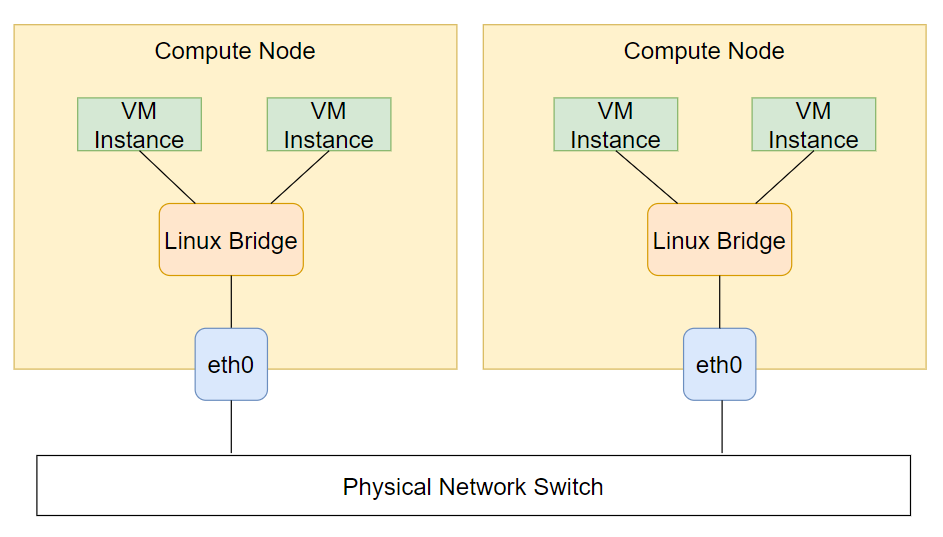 Compute Node
VM
Instance
VM
Instance
Linux Bridge
eth0
Compute Node
VM
Instance
VM
Instance
Linux Bridge
eth0
Physical Network Switch